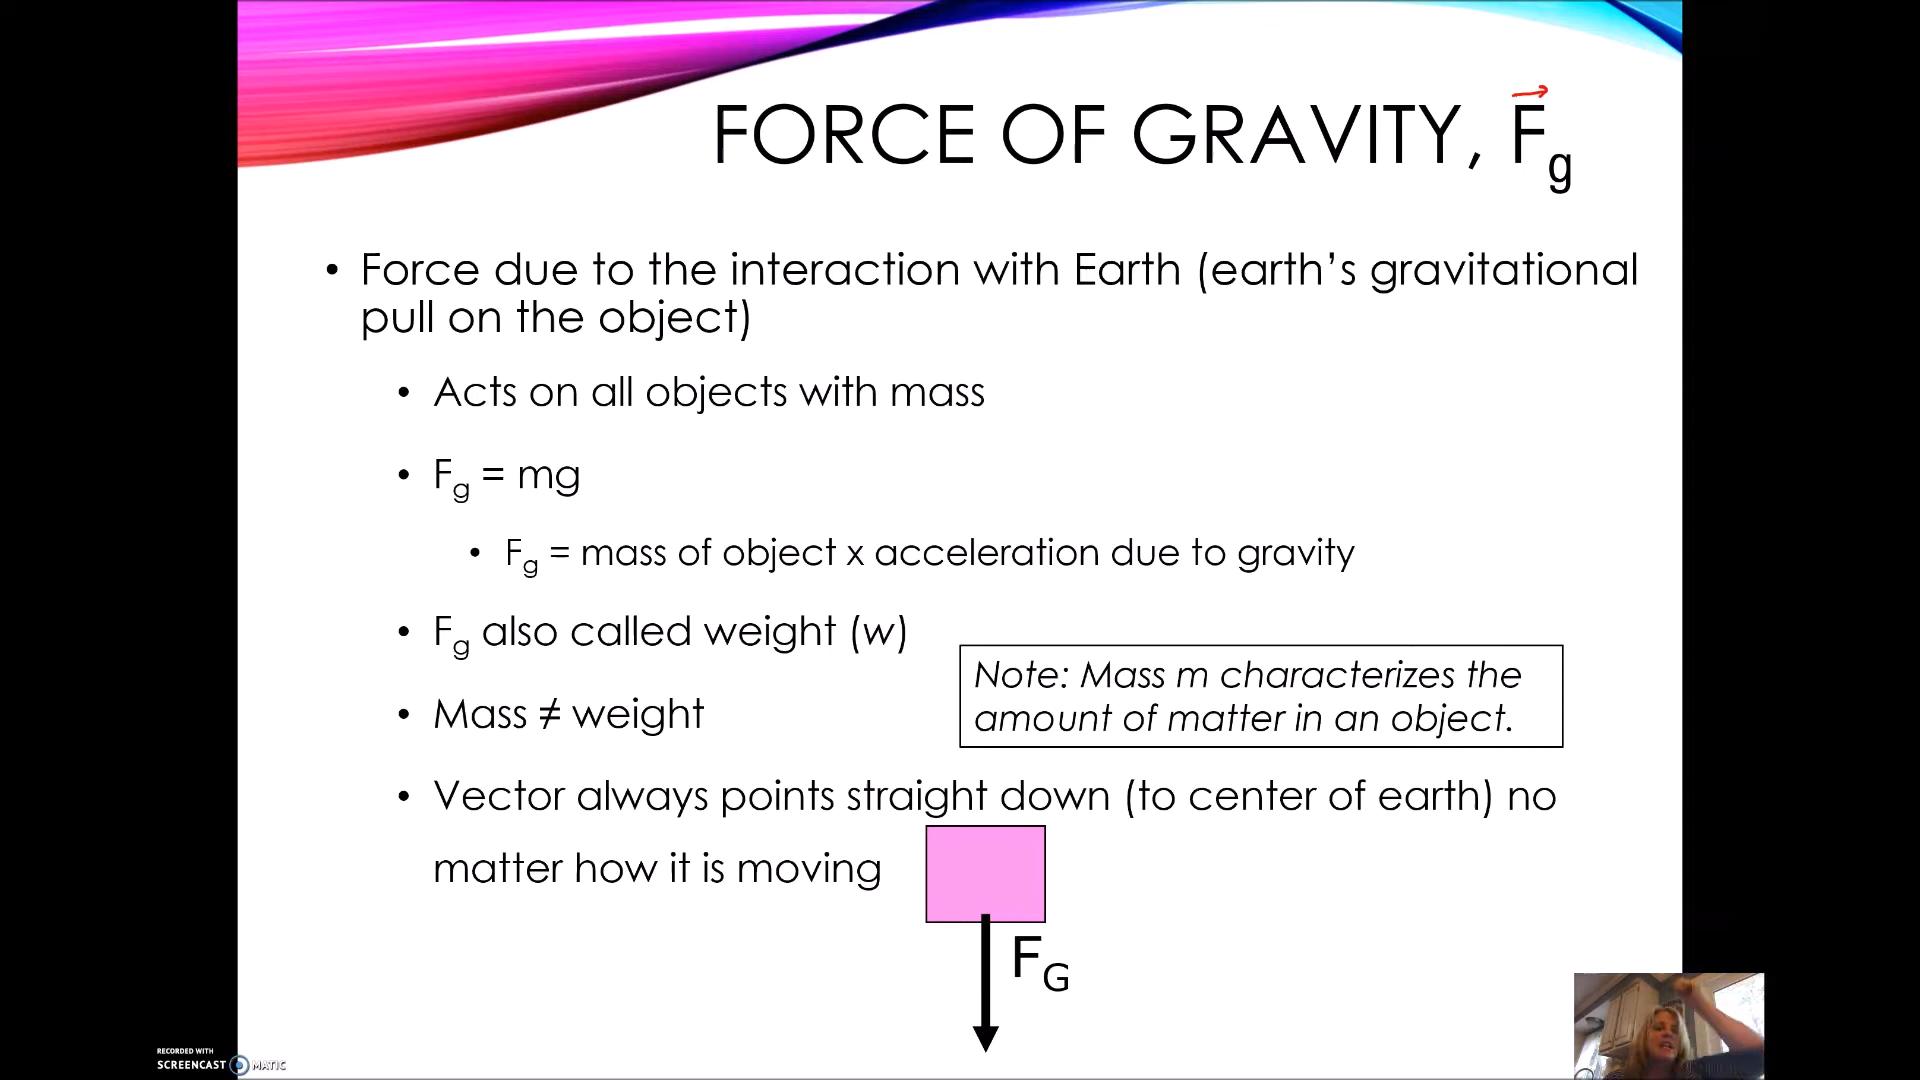 FORCE OF GRAVITY, Fg
• Force due to the interaction with Earth (earth's gravitational
pull on the object)
• Acts on all objects with mass
• Fg = mg
• Fg = mass of object x acceleration due to gravity
• Fg also called weight (w)
Note: Mass m characterizes the
amount of matter in an object.
• Mass ≠ weight
• Vector always points straight down (to center of earth) no
matter how it is moving
FG
RECORDED WITH
SCREENCAST MATIC